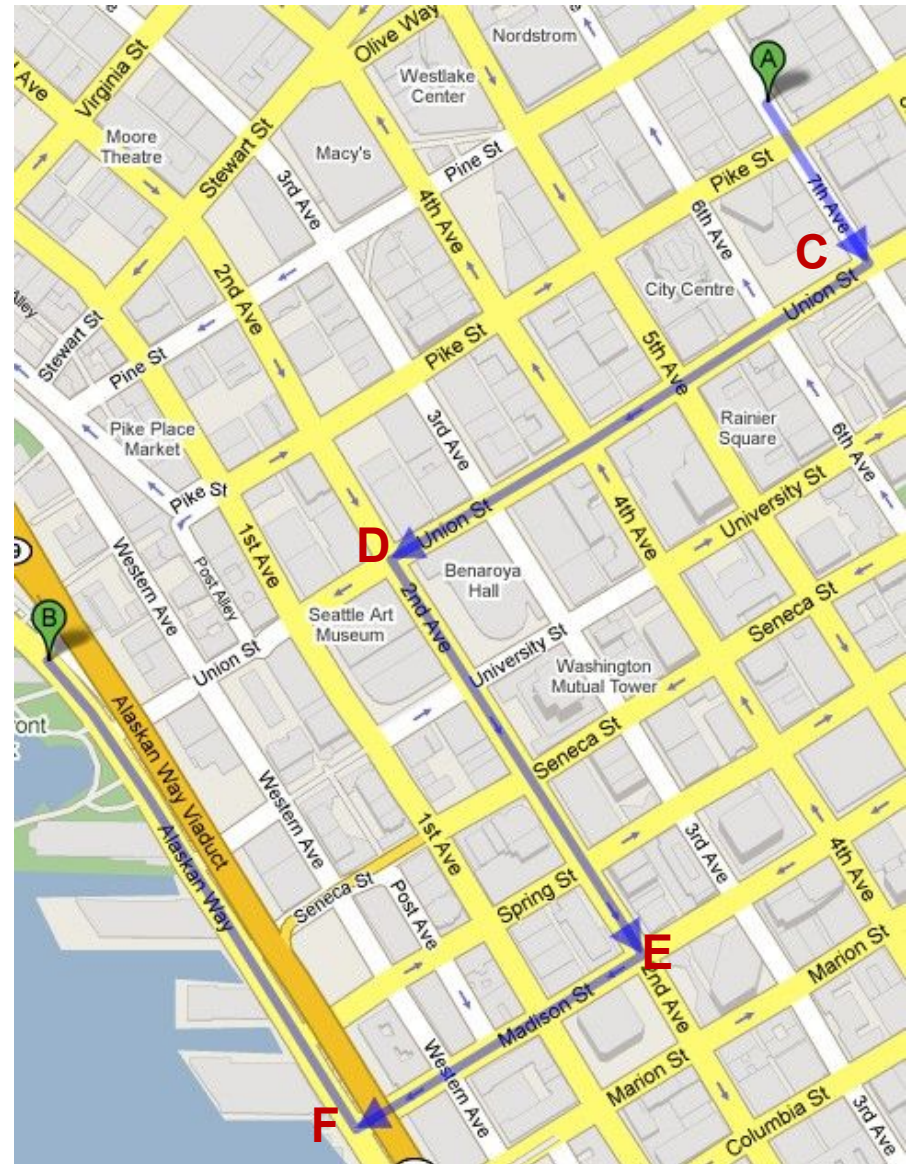 Nordstrom
Olive Way
Westlake
Center
A
Virginia St
Ave
Moore
Theatre
Stewart St
Macy's
Pine St
3rd Ave
4th Ave
Pike St
6th Ave
7th Ave
C
Union St
City Centre
2nd Ave
Stewart St
Pine St
Pike St
5th Ave
Alley
Pike Place
Market
3rd Ave
Rainier
Square
6th Ave
University St
Pike St
Union St
4th Ave
1st Ave
D
Western Ave
Post Alley
Benaroya
Hall
9
B
Seattle Art
Museum
2nd Ave
Seneca St
Union St
University St
Washington
Mutual Tower
ront
Alaskan Way Viaduct
Seneca St
Western Ave
1st Ave
3rd Ave
4th Ave
Alaskan Way
Seneca St
Post Ave
Spring St
E
Marion St
2nd Ave
Madison St
Western Ave
Marion St
F
Columbia St
3rd Ave